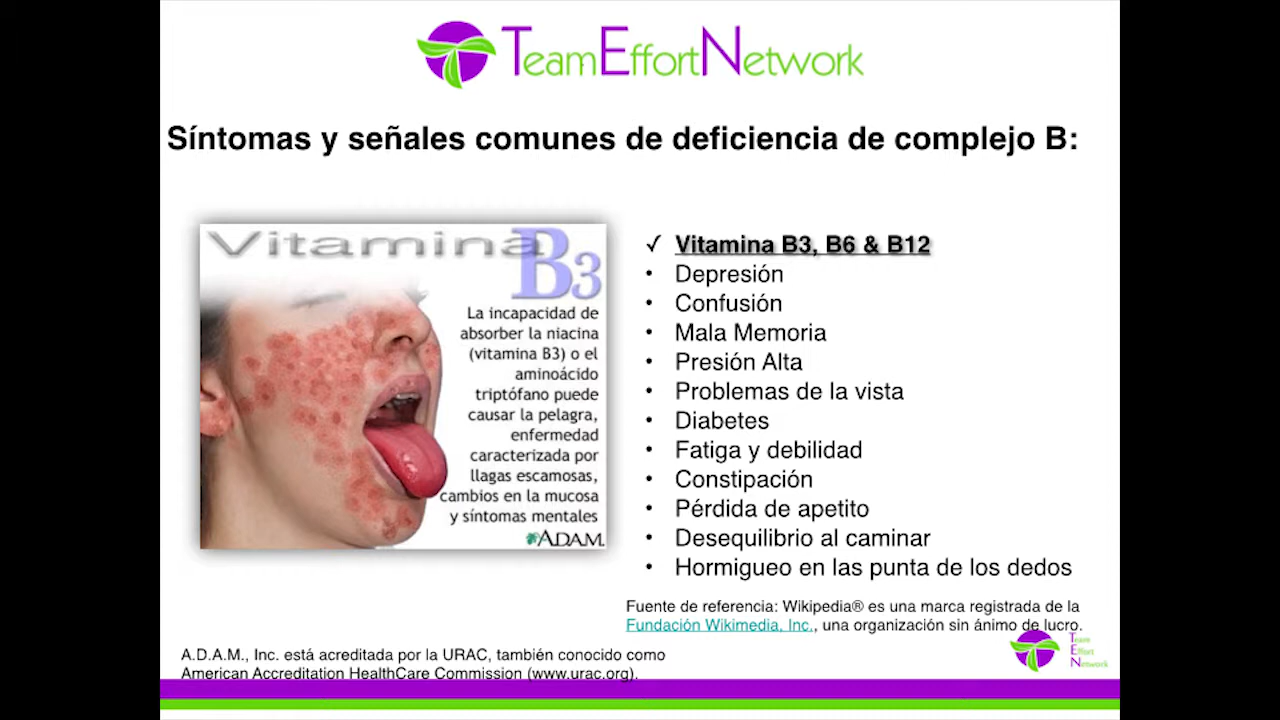 TeamEffortNetwork
Síntomas y señales comunes de deficiencia de complejo B:
Vitamina
B3
La incapacidad de
absorber la niacina
(vitamina B3) o el
aminoácido
triptófano puede
causar la pelagra,
enfermedad
caracterizada por
llagas escamosas,
cambios en la mucosa
y síntomas mentales
A.D.A.M.
✓ Vitamina B3, B6 & B12
• Depresión
• Confusión
• Mala Memoria
• Presión Alta
• Problemas de la vista
• Diabetes
• Fatiga y debilidad
• Constipación
• Pérdida de apetito
• Desequilibrio al caminar
• Hormigueo en las punta de los dedos
Fuente de referencia: Wikipedia® es una marca registrada de la
Fundación Wikimedia, Inc., una organización sin ánimo de lucro.
A.D.A.M., Inc. está acreditada por la URAC, también conocido como
American Accreditation HealthCare Commission (www.urac.org).
Team
Effort
Network